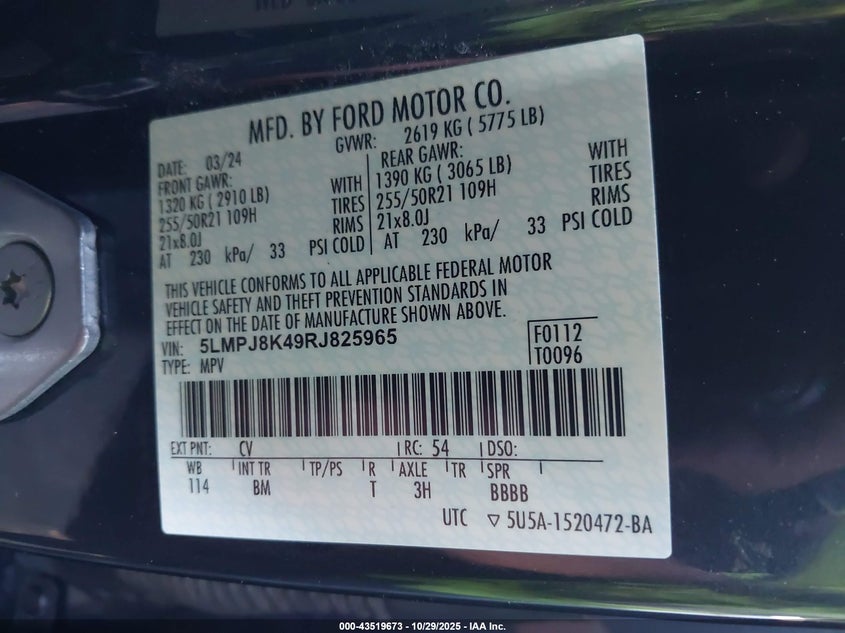 MFD. BY FORD MOTOR CO.
GVWR: 2619 KG ( 5775 LB)
DATE: 03/24
FRONT GAWR:
1320 KG ( 2910 LB) WITH
255/50R21 109H TIRES
21x8.0J RIMS
AT 230 kPa/ 33 PSI COLD
REAR GAWR:
1390 KG ( 3065 LB) WITH
255/50R21 109H TIRES
21x8.0J RIMS
AT 230 kPa/ 33 PSI COLD
THIS VEHICLE CONFORMS TO ALL APPLICABLE FEDERAL MOTOR
VEHICLE SAFETY AND THEFT PREVENTION STANDARDS IN
EFFECT ON THE DATE OF MANUFACTURE SHOWN ABOVE.
VIN: 5LMPJ8K49RJ825965
TYPE: MPV
F0112
T0096
EXT PNT: CV RC: 54 DSO:
WB INT TR TP/PS R AXLE TR SPR
114 BM T 3H BBBB
UTC ▽ 5U5A-1520472-BA
000-43519673 - 10/29/2025 - IAA Inc.